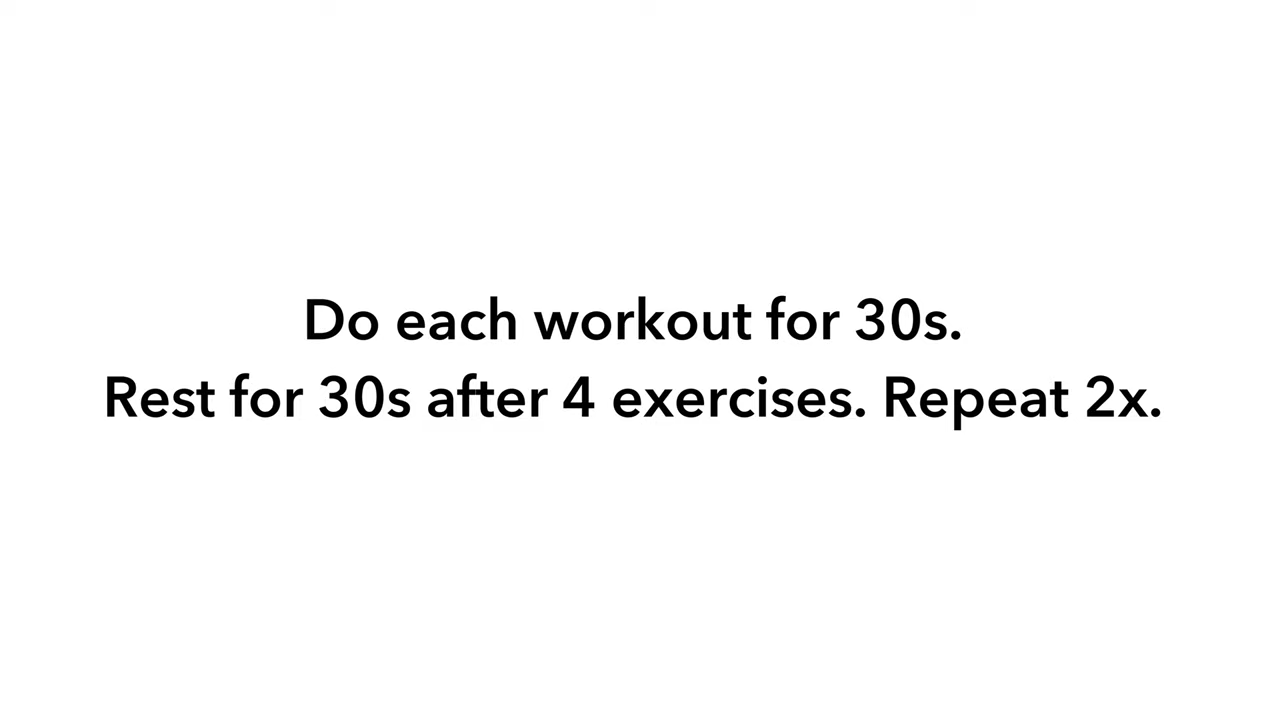 Do each workout for 30s.
Rest for 30s after 4 exercises. Repeat 2x.